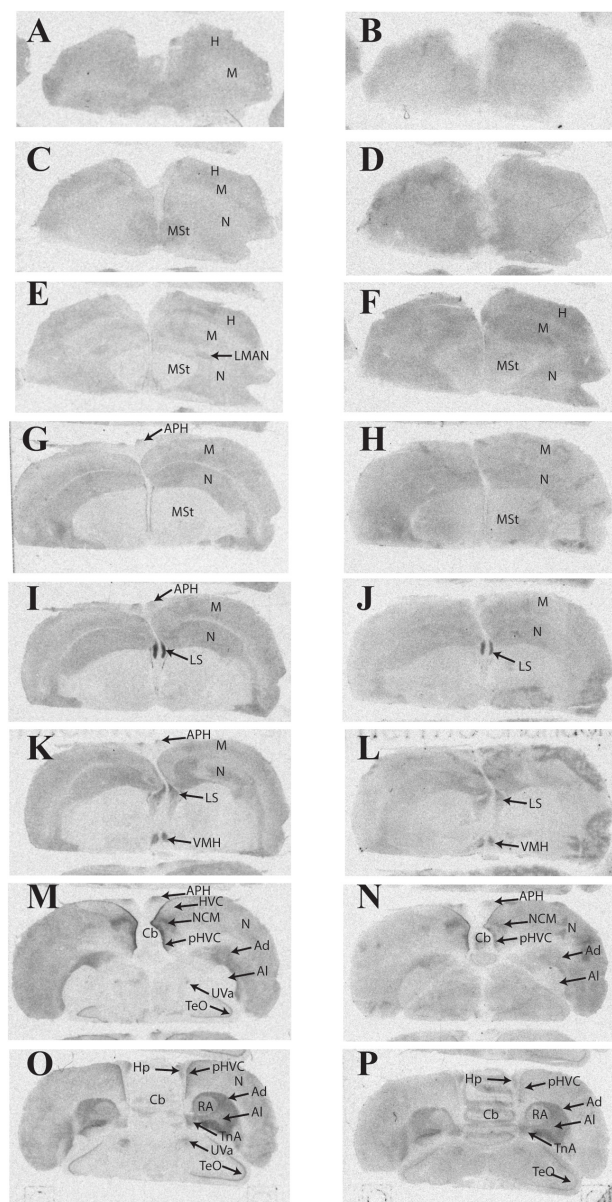 A
H
M
B
C
H
M
N
MSt
D
E
H
M
LMAN
MSt
N
F
H
M
MSt
N
G
APH
M
N
MSt
H
M
N
MSt
I
APH
M
N
LS
J
M
N
LS
K
APH
M
N
LS
VMH
L
LS
VMH
M
APH
HVC
NCM
N
Cb
pHVC
Ad
Al
UVa
TeO
N
APH
NCM
N
Cb
pHVC
Ad
Al
O
Hp
pHVC
N
Cb
Ad
RA
Al
TnA
UVa
TeO
P
Hp
pHVC
Cb
RA
Ad
Al
TnA
TeO